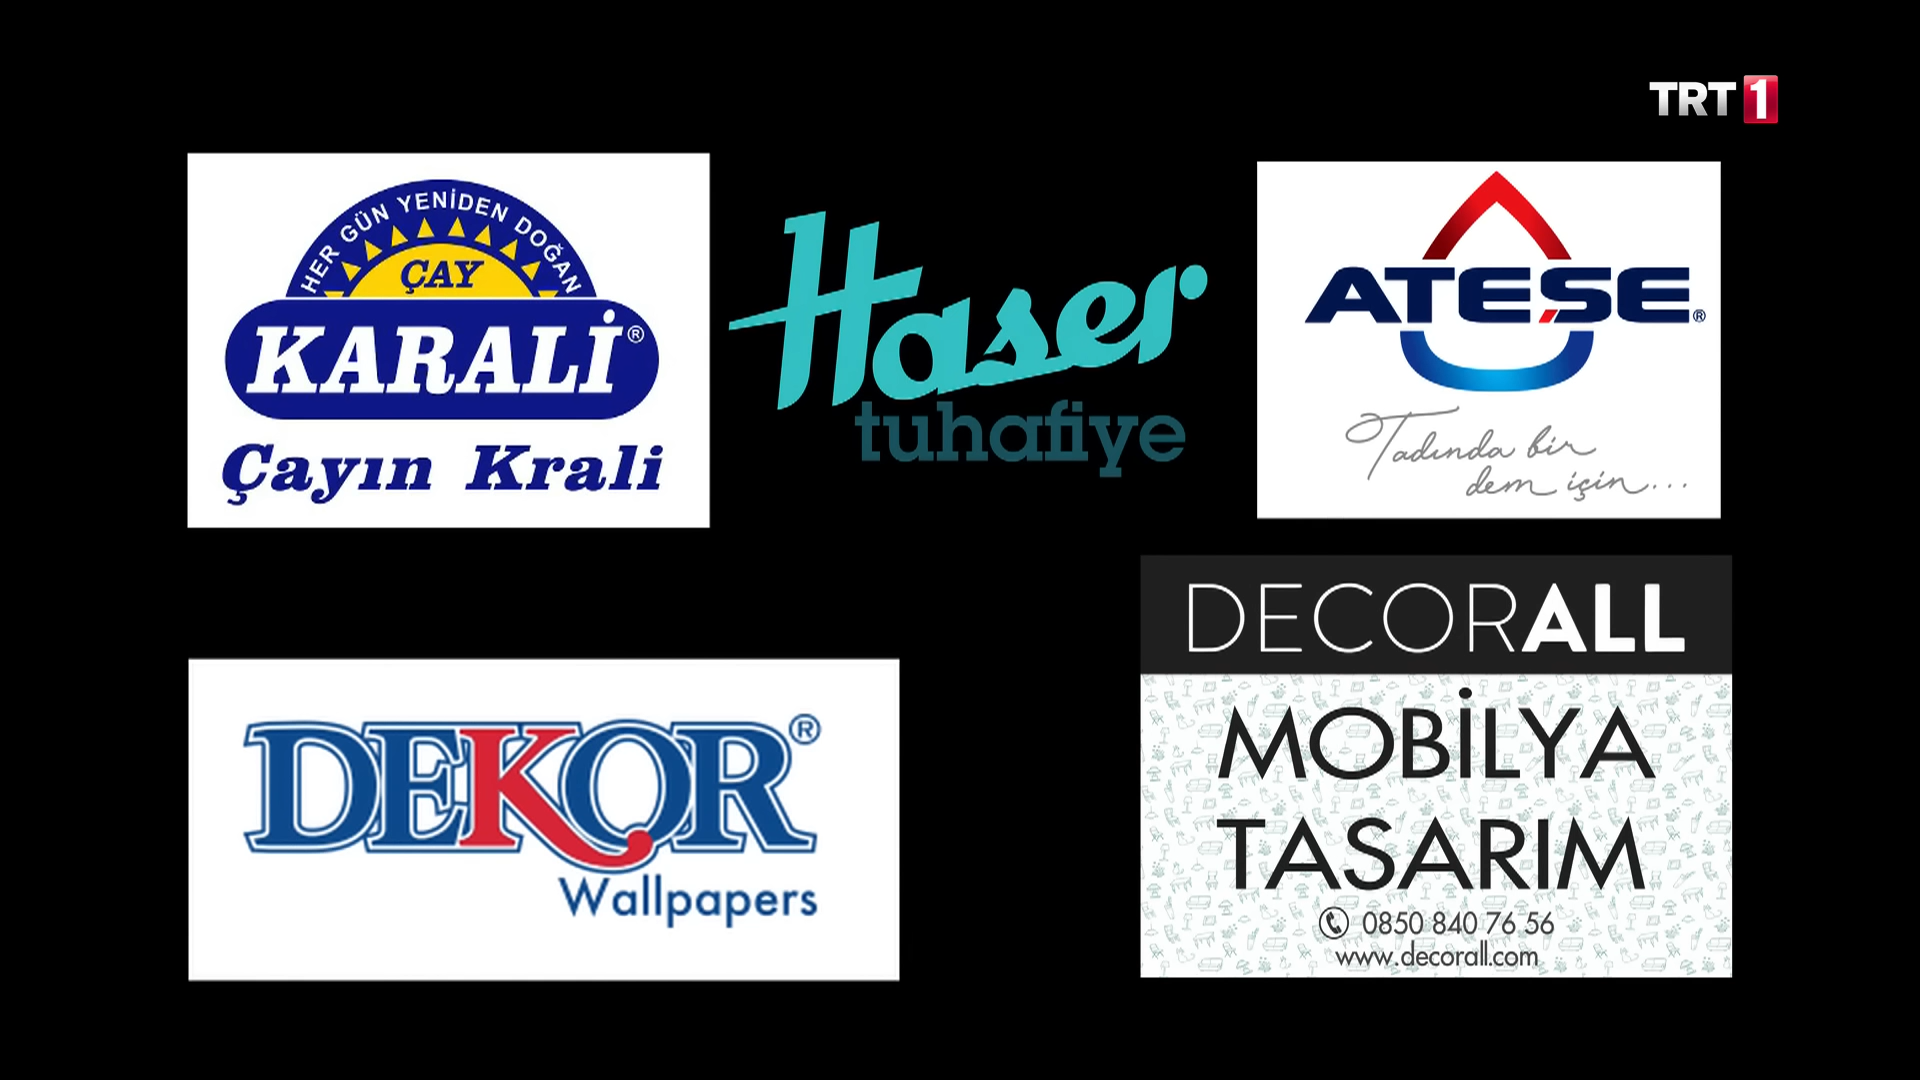 TRT 1
HER GÜN YENİDEN DOĞAN
ÇAY
KARALİ®
Çayın Krali
Haser
tuhafiye
ATEŞE®
Tadında bir
dem için...
DEKOR®
Wallpapers
DECORALL
MOBİLYA
TASARIM
0850 840 76 56
www.decorall.com